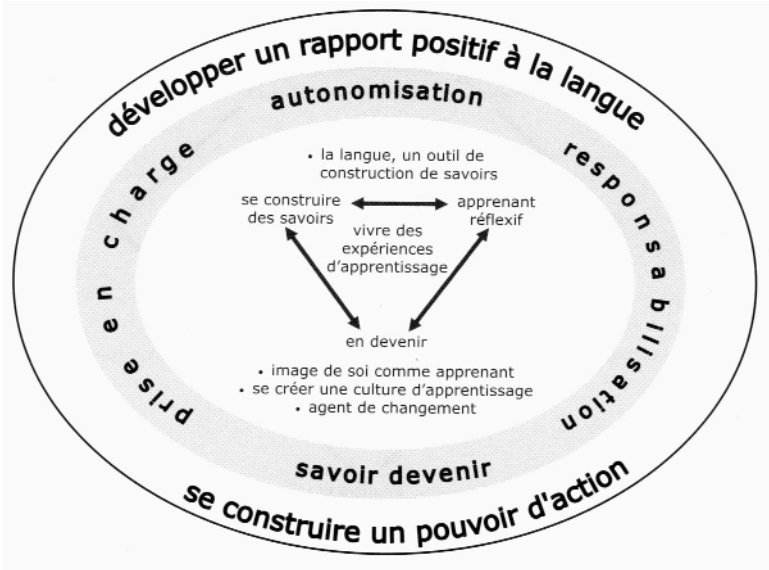 développer un rapport positif à la langue
autonomisation
prise en charge
responsabilisation
• la langue, un outil de
construction de savoirs
se construire
des savoirs
apprenant
réflexif
vivre des
expériences
d'apprentissage
en devenir
• image de soi comme apprenant
• se créer une culture d'apprentissage
• agent de changement
savoir devenir
se construire un pouvoir d'action